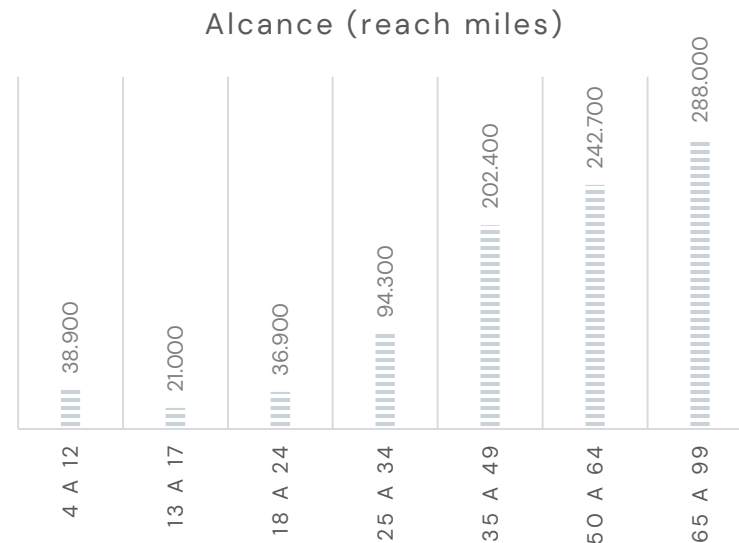 Alcance (reach miles)
38.900
21.000
36.900
94.300
202.400
242.700
288.000
4 A 12
13 A 17
18 A 24
25 A 34
35 A 49
50 A 64
65 A 99